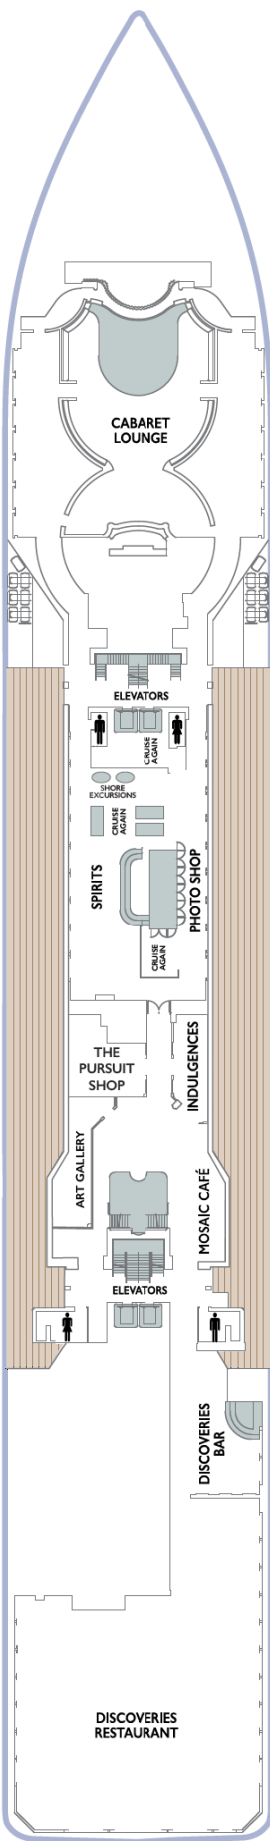 CABARET
LOUNGE
ELEVATORS
CRUISE
AGAIN
SHORE
EXCURSIONS
CRUISE
AGAIN
SPIRITS
PHOTO SHOP
CRUISE
AGAIN
THE
PURSUIT
SHOP
INDULGENCES
ART GALLERY
MOSAIC CAFÉ
ELEVATORS
DISCOVERIES
BAR
DISCOVERIES
RESTAURANT